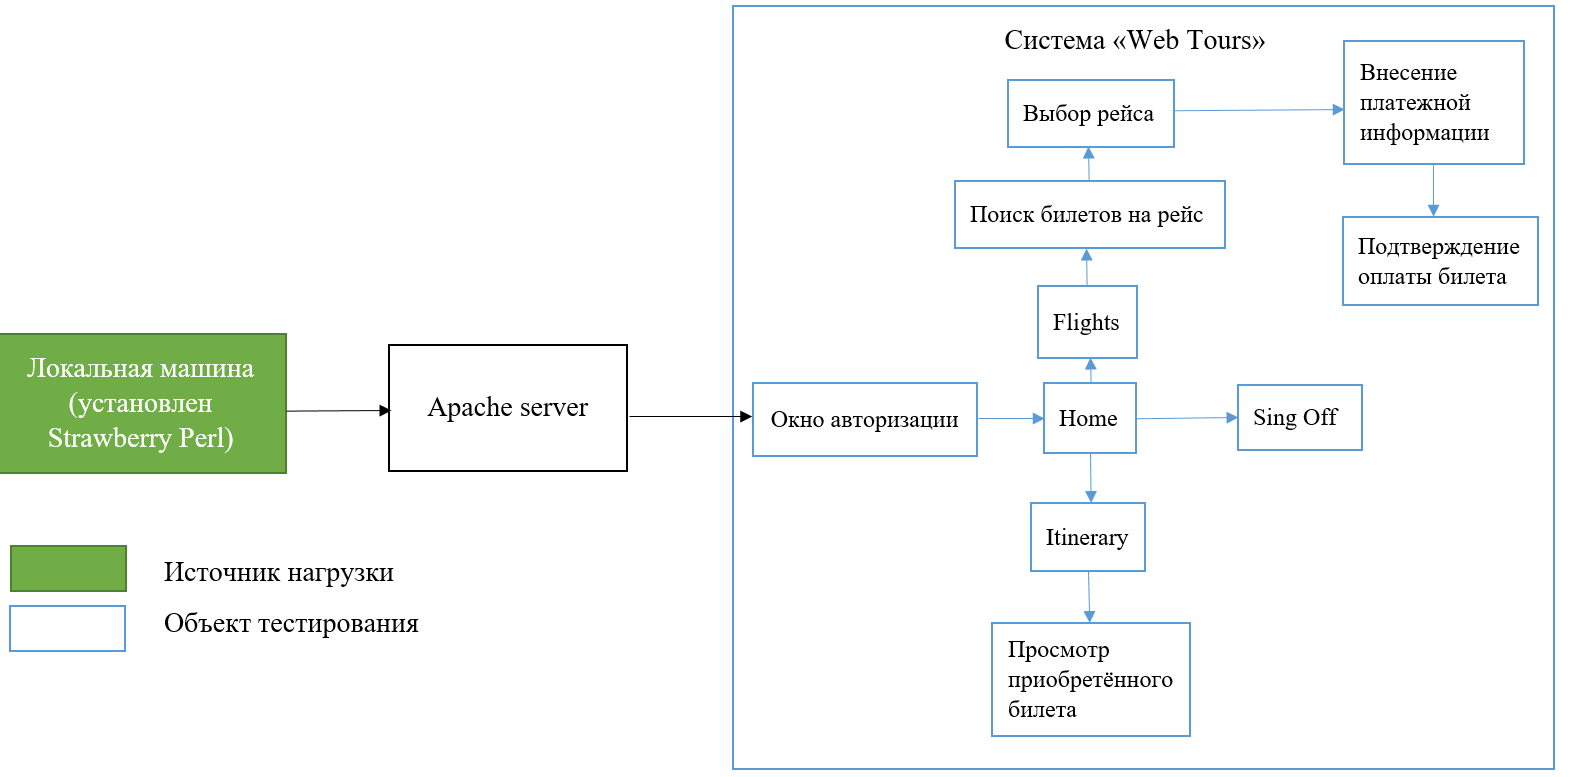 Система «Web Tours»
Выбор рейса
Внесение
платежной
информации
Поиск билетов на рейс
Подтверждение
оплаты билета
Flights
Локальная машина
(установлен
Strawberry Perl)
Apache server
Окно авторизации
Home
Sing Off
Itinerary
Источник нагрузки
Объект тестирования
Просмотр
приобретённого
билета